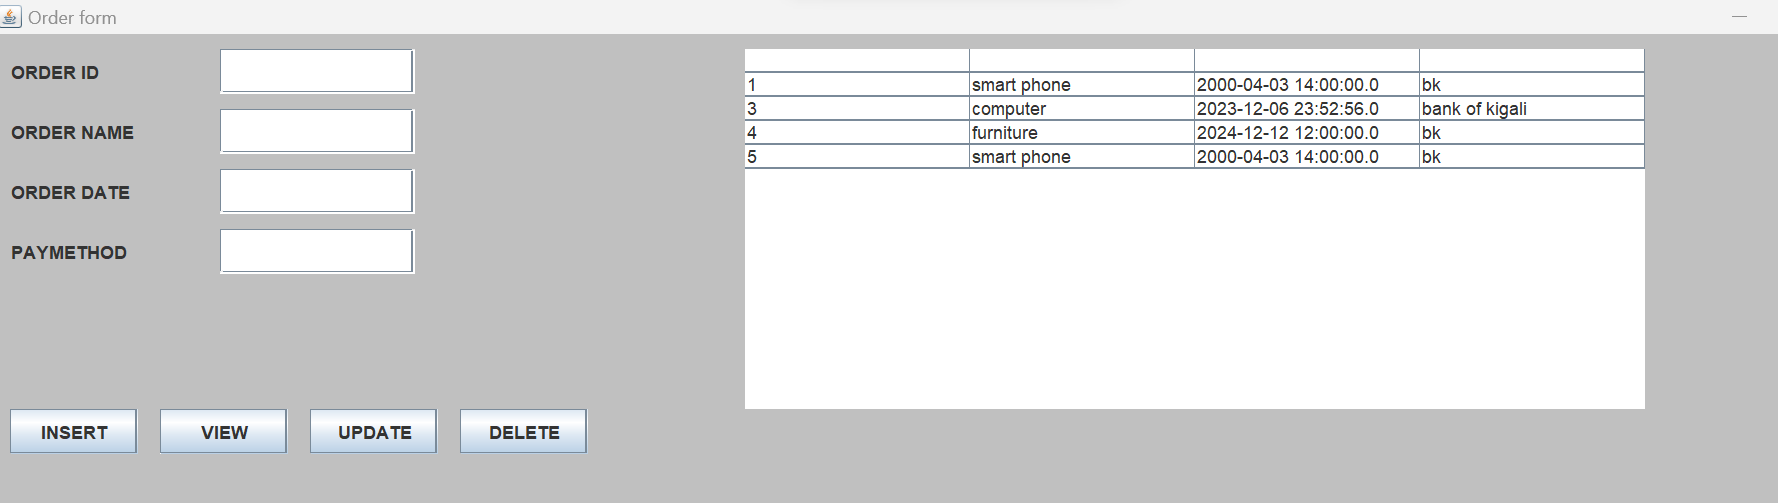 Order form
ORDER ID
ORDER NAME
ORDER DATE
PAYMETHOD
1 smart phone 2000-04-03 14:00:00.0 bk
3 computer 2023-12-06 23:52:56.0 bank of kigali
4 furniture 2024-12-12 12:00:00.0 bk
5 smart phone 2000-04-03 14:00:00.0 bk
INSERT VIEW UPDATE DELETE